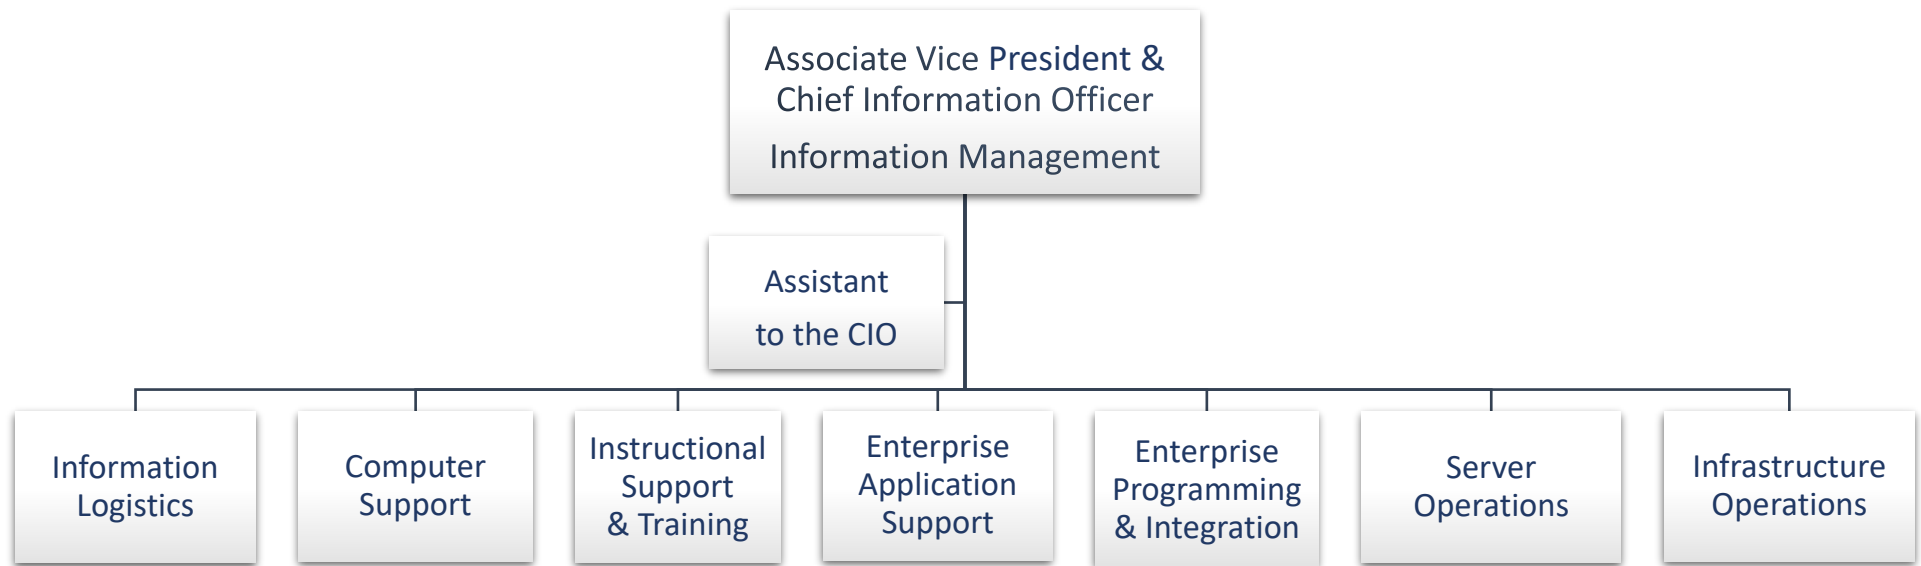 Associate Vice President &
Chief Information Officer
Information Management
Assistant
to the CIO
Information
Logistics
Computer
Support
Instructional
Support
& Training
Enterprise
Application
Support
Enterprise
Programming
& Integration
Server
Operations
Infrastructure
Operations